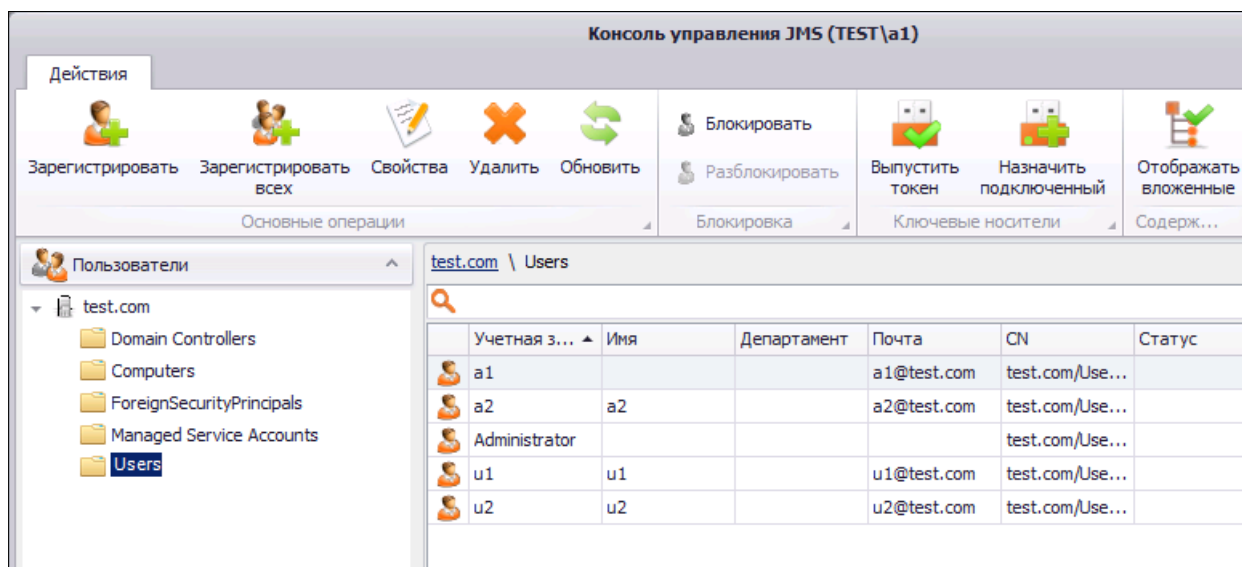 Консоль управления JMS (TEST\a1)
Действия
Зарегистрировать
Зарегистрировать всех
Свойства
Удалить
Обновить
Основные операции
Блокировать
Разблокировать
Блокировка
Выпустить токен
Назначить подключенный
Ключевые носители
Отображать вложенные
Содерж...
Пользователи
test.com
Domain Controllers
Computers
ForeignSecurityPrincipals
Managed Service Accounts
Users
test.com \ Users
Учетная з... Имя Департамент Почта CN Статус
a1 a1@test.com test.com/Use...
a2 a2 a2@test.com test.com/Use...
Administrator test.com/Use...
u1 u1 u1@test.com test.com/Use...
u2 u2 u2@test.com test.com/Use...